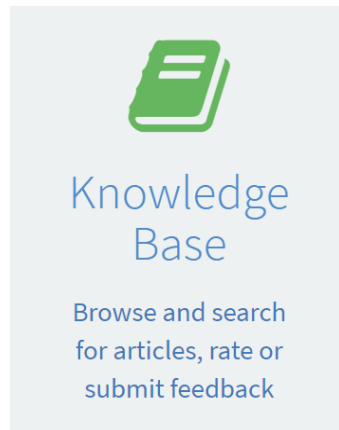 Knowledge
Base
Browse and search
for articles, rate or
submit feedback